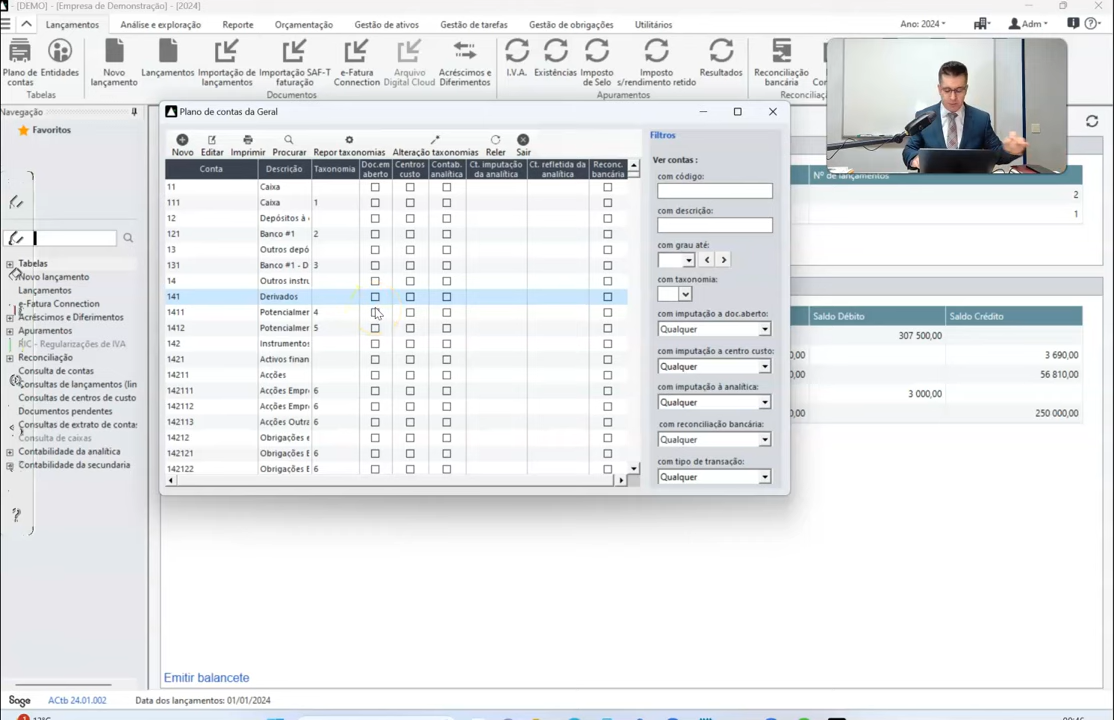 - [DEMO] - [Empresa de Demonstração] - [2024]
Lançamentos Análise e exploração Reporte Orçamentação Gestão de ativos Gestão de tarefas Gestão de obrigações Utilitários Ano: 2024 Adm
Plano de contas Entidades Novo lançamento Lançamentos Importação de lançamentos Importação SAF-T faturação e-Fatura Connection Arquivo Digital Cloud Acréscimos e Diferimentos I.V.A. Existências Imposto de Selo Imposto s/rendimento retido Resultados Reconciliação bancária
Tabelas Documentos Apuramentos
Navegação
Favoritos
Tabelas
Novo lançamento
Lançamentos
e-Fatura Connection
Acréscimos e Diferimentos
Apuramentos
RIC - Regularizações de IVA
Reconciliação
Consulta de contas
Consultas de lançamentos (lin
Consultas de centros de custo
Documentos pendentes
Consultas de extrato de conta:
Consulta de caixas
Contabilidade da analítica
Contabilidade da secundaria
Plano de contas da Geral
Novo Editar Imprimir Procurar Repor taxonomias Alteração taxonomias Reler Sair
Conta Descrição Taxonomia Doc.em aberto Centros custo Contab. analítica Ct. imputação da analítica Ct. refletida da analítica Reconc. bancária
11 Caixa
111 Caixa 1
12 Depósitos à
121 Banco #1 2
13 Outros depó
131 Banco #1 - D 3
14 Outros instru
141 Derivados
1411 Potencialmer 4
1412 Potencialmer 5
142 Instrumentos
1421 Activos finan
14211 Acções
142111 Acções Empre 6
142112 Acções Empre 6
142113 Acções Outra 6
14212 Obrigações e
142121 Obrigações E 6
142122 Obrigações E 6
Filtros
Ver contas :
com código:
com descrição:
com grau até:
com taxonomia:
com imputação a doc.aberto:
Qualquer
com imputação a centro custo:
Qualquer
com imputação à analítica:
Qualquer
com reconciliação bancária:
Qualquer
com tipo de transação:
Qualquer
Nº de lançamentos
2
1
Saldo Débito Saldo Crédito
307 500,00
3 690,00
56 810,00
3 000,00
250 000,00
Emitir balancete
Sage ACtb 24.01.002 Data dos lançamentos: 01/01/2024